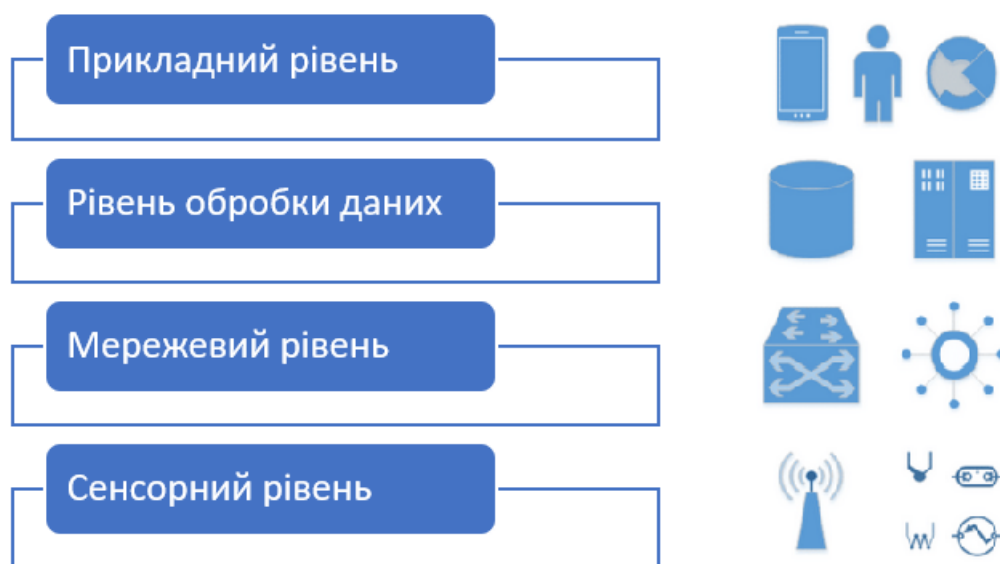 Прикладний рівень
Рівень обробки даних
Мережевий рівень
Сенсорний рівень